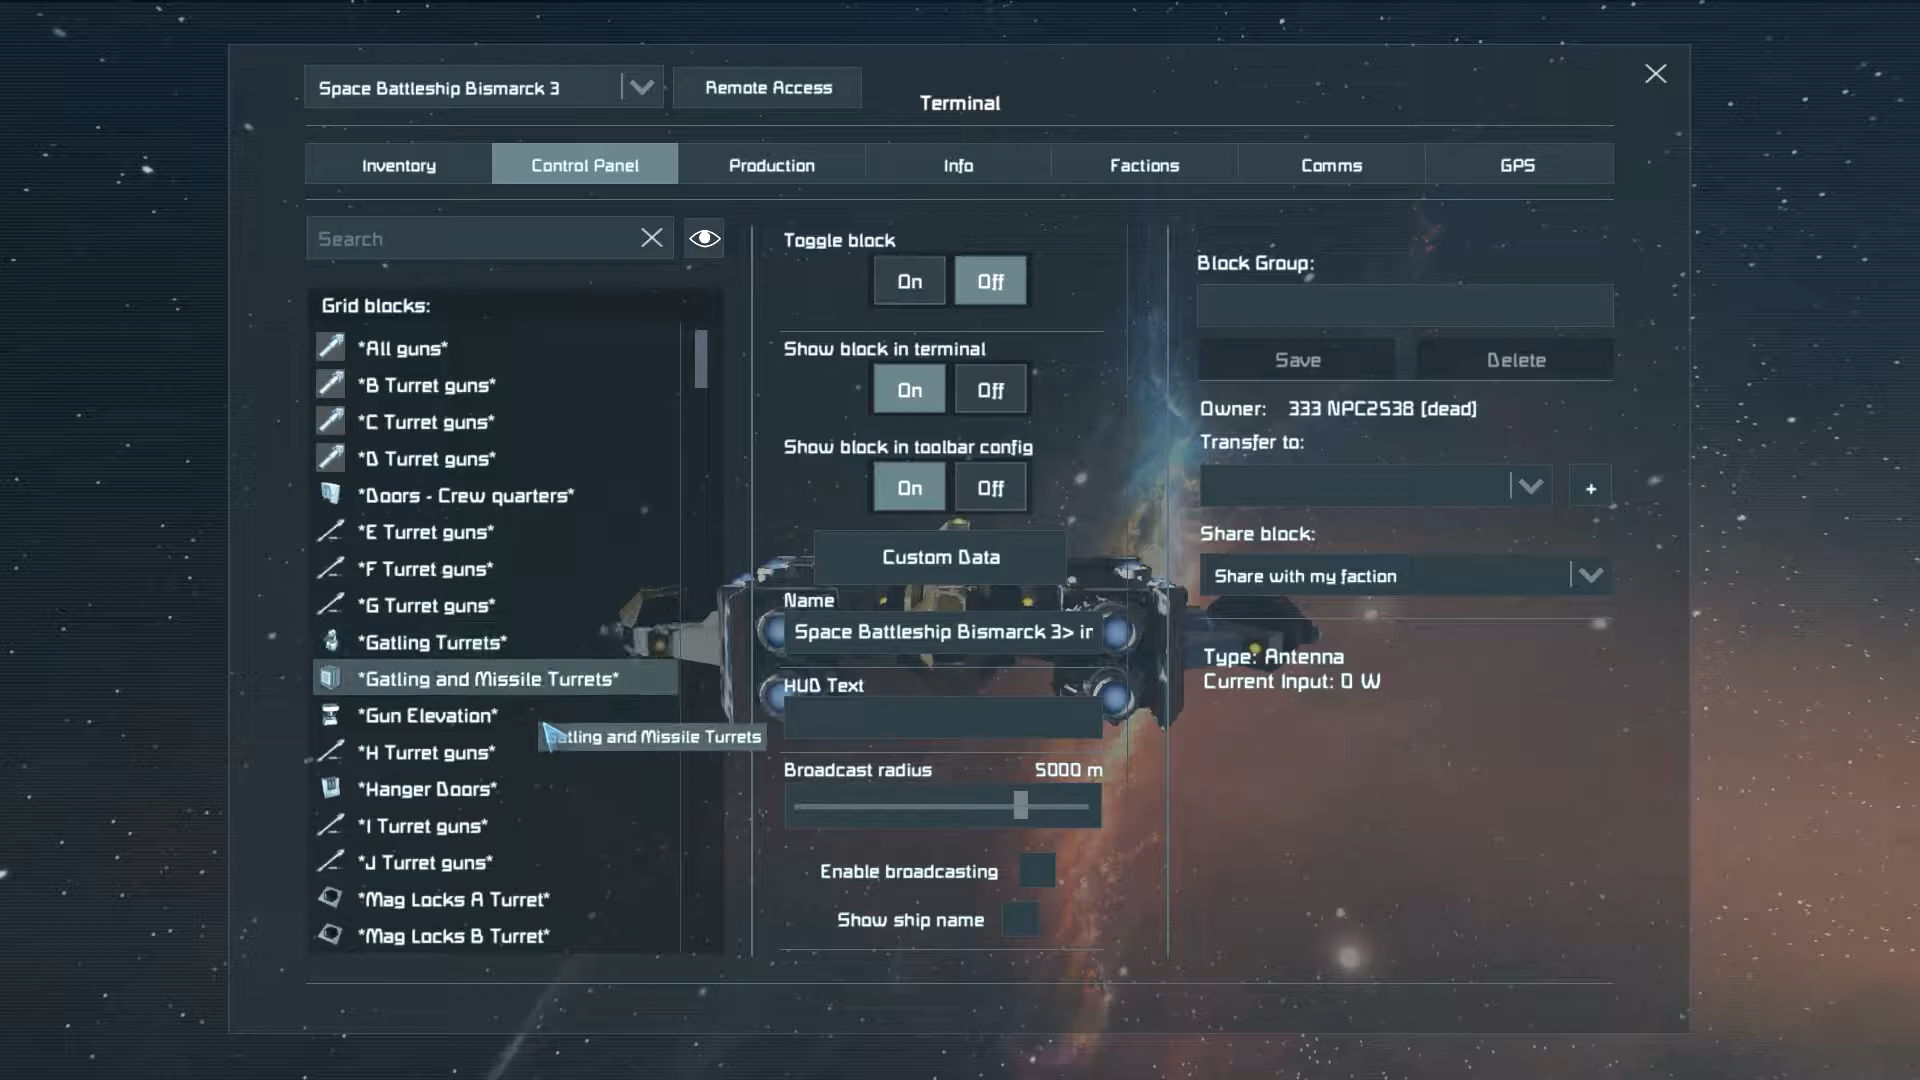 Space Battleship Bismarck 3
Remote Access
Terminal
Inventory
Control Panel
Production
Info
Factions
Comms
GPS
Search
Grid blocks:
*All guns*
*B Turret guns*
*C Turret guns*
*D Turret guns*
*Doors - Crew quarters*
*E Turret guns*
*F Turret guns*
*G Turret guns*
*Gatling Turrets*
*Gatling and Missile Turrets*
*Gun Elevation*
*H Turret guns*
*Hanger Doors*
*I Turret guns*
*J Turret guns*
*Mag Locks A Turret*
*Mag Locks B Turret*
Gatling and Missile Turrets
Toggle block
On
Off
Show block in terminal
On
Off
Show block in toolbar config
On
Off
Custom Data
Name
Space Battleship Bismarck 3> in
HUD Text
Broadcast radius
5000 m
Enable broadcasting
Show ship name
Block Group:
Save
Delete
Owner: 333 NPC2538 [dead]
Transfer to:
+
Share block:
Share with my faction
Type: Antenna
Current Input: 0 W